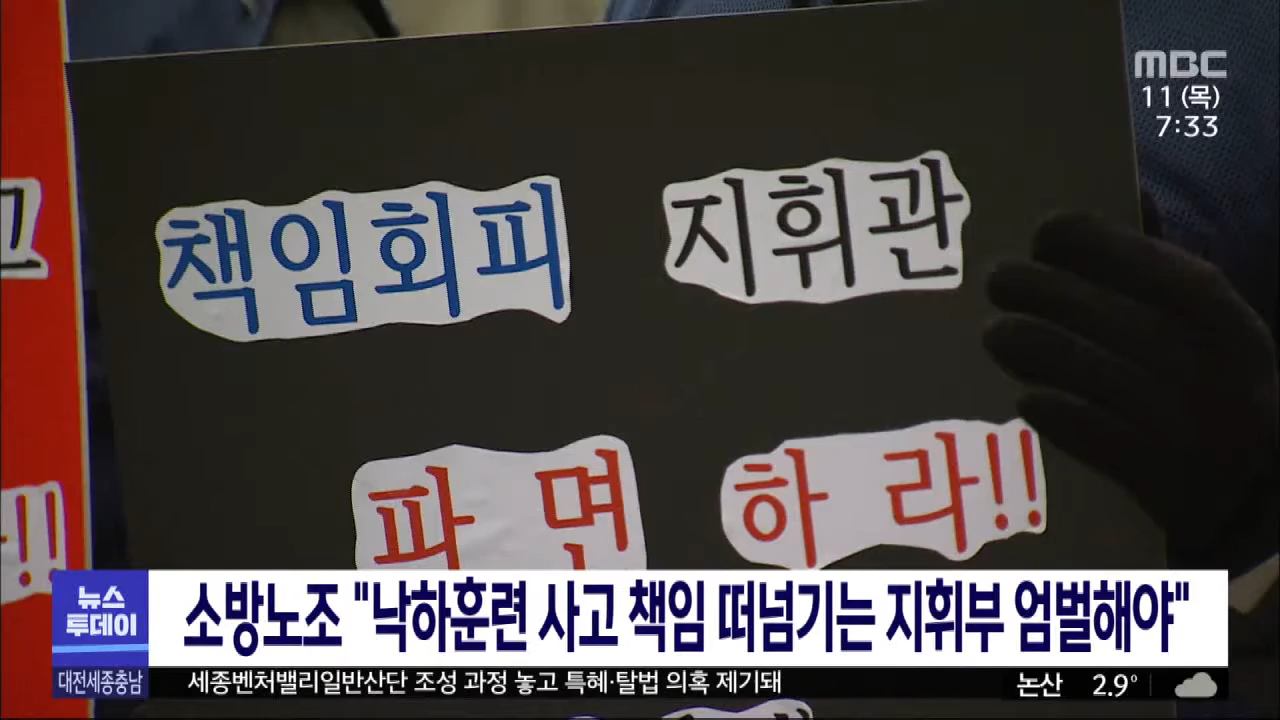 MBC
11 (목)
7:33
책임회피 지휘관
파면하라!!
!!
뉴스
투데이
소방노조 "낙하훈련 사고 책임 떠넘기는 지휘부 엄벌해야"
대전세종충남
세종벤처밸리일반산단 조성 과정 놓고 특혜·탈법 의혹 제기돼
논산 2.9°